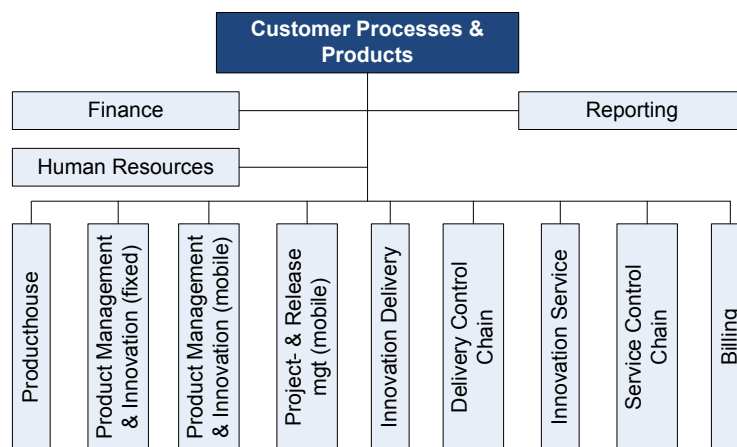 Customer Processes &
Products
Finance
Reporting
Human Resources
Producthouse
Product Management
& Innovation (fixed)
Product Management
& Innovation (mobile)
Project- & Release
mgt (mobile)
Innovation Delivery
Delivery Control
Chain
Innovation Service
Service Control
Chain
Billing